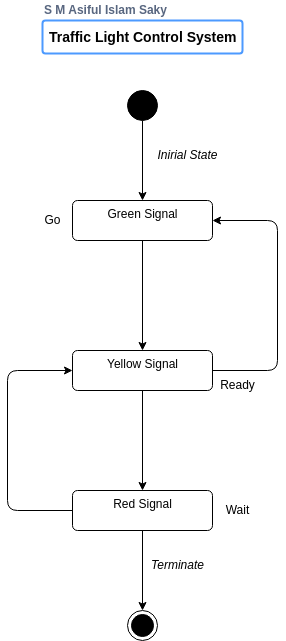 S M Asiful Islam Saky
Traffic Light Control System
Inirial State
Go
Green Signal
Yellow Signal
Ready
Red Signal
Wait
Terminate